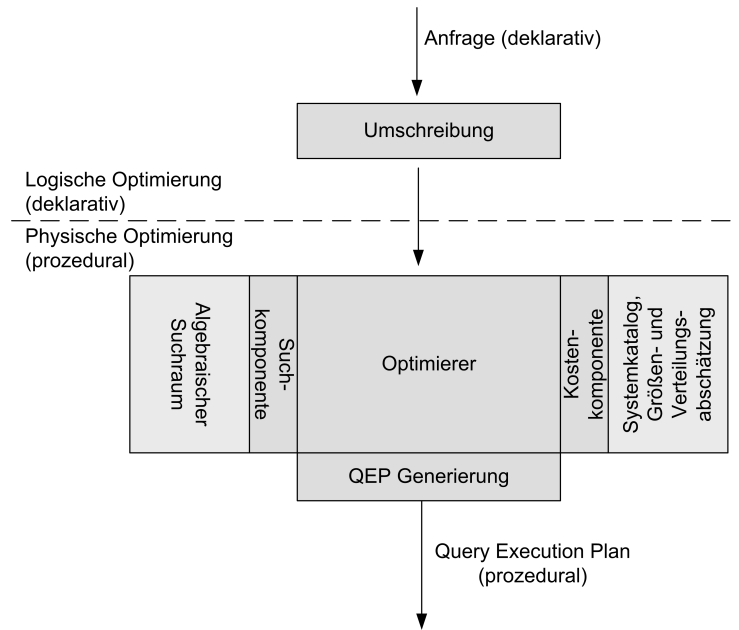 Anfrage (deklarativ)
Umschreibung
Logische Optimierung
(deklarativ)
Physische Optimierung
(prozedural)
Algebraischer
Suchraum
Such-
komponente
Optimierer
Kosten-
komponente
Systemkatalog,
Größen- und
Verteilungs-
abschätzung
QEP Generierung
Query Execution Plan
(prozedural)